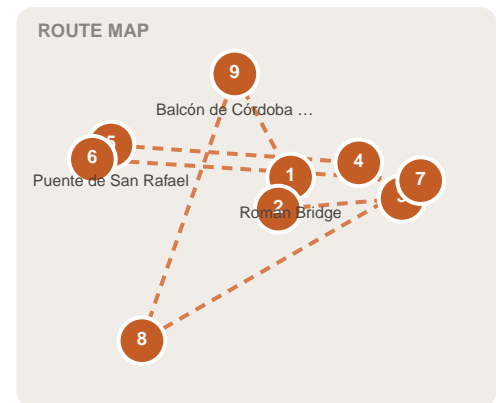 ROUTE MAP
9
Balcón de Córdoba …
5
6
4
Puente de San Rafael
1
7
3
2
Roman Bridge
8